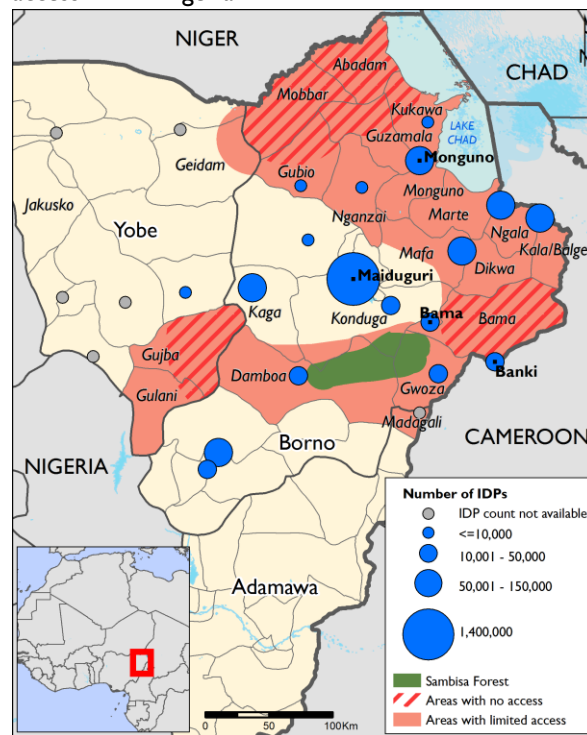 NIGER
CHAD
Abadam
Mobbar
Kukawa
LAKE
CHAD
Guzamala
Monguno
Geidam
Gubio
Monguno
Jakusko
Nganzai
Marte
Ngala
Yobe
Mafa
Kala/Balge
Dikwa
Maiduguri
Kaga
Konduga
Bama
Bama
Gujba
Damboa
Banki
Gwoza
Gulani
Madagali
Borno
CAMEROON
NIGERIA
Adamawa
Number of IDPs
IDP count not available
<=10,000
10,001 - 50,000
50,001 - 150,000
1,400,000
Sambisa Forest
Areas with no access
Areas with limited access
0
100Km